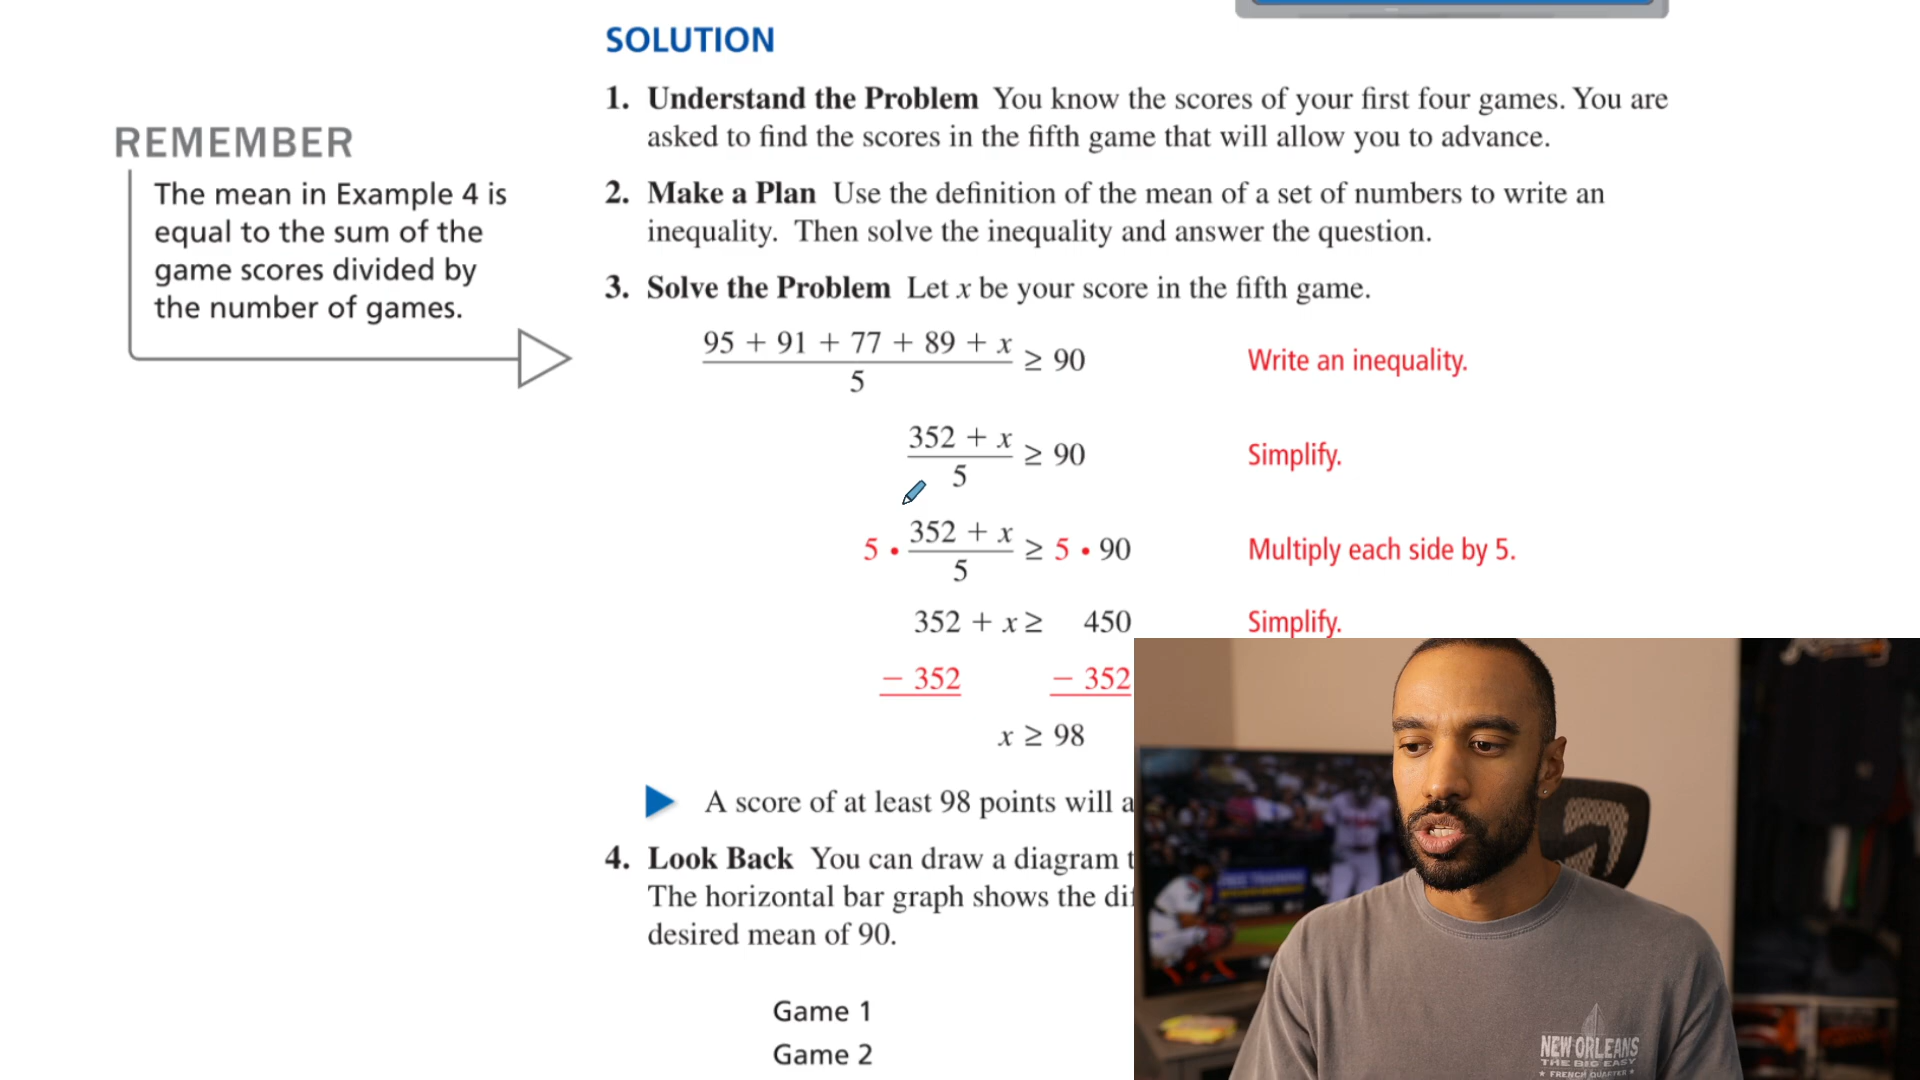 SOLUTION
1. Understand the Problem You know the scores of your first four games. You are
asked to find the scores in the fifth game that will allow you to advance.
REMEMBER
The mean in Example 4 is
equal to the sum of the
game scores divided by
the number of games.
2. Make a Plan Use the definition of the mean of a set of numbers to write an
inequality. Then solve the inequality and answer the question.
3. Solve the Problem Let x be your score in the fifth game.
95 + 91 + 77 + 89 + x
5
≥ 90
Write an inequality.
352 + x
5
≥ 90
Simplify.
5 • 352 + x
5
≥ 5 • 90
Multiply each side by 5.
352 + x ≥ 450
Simplify.
− 352 − 352
x ≥ 98
A score of at least 98 points will a
4. Look Back You can draw a diagram
The horizontal bar graph shows the
desired mean of 90.
Game 1
Game 2
NEW ORLEANS
THE BIG EASY
★ FRENCH QUARTER ★